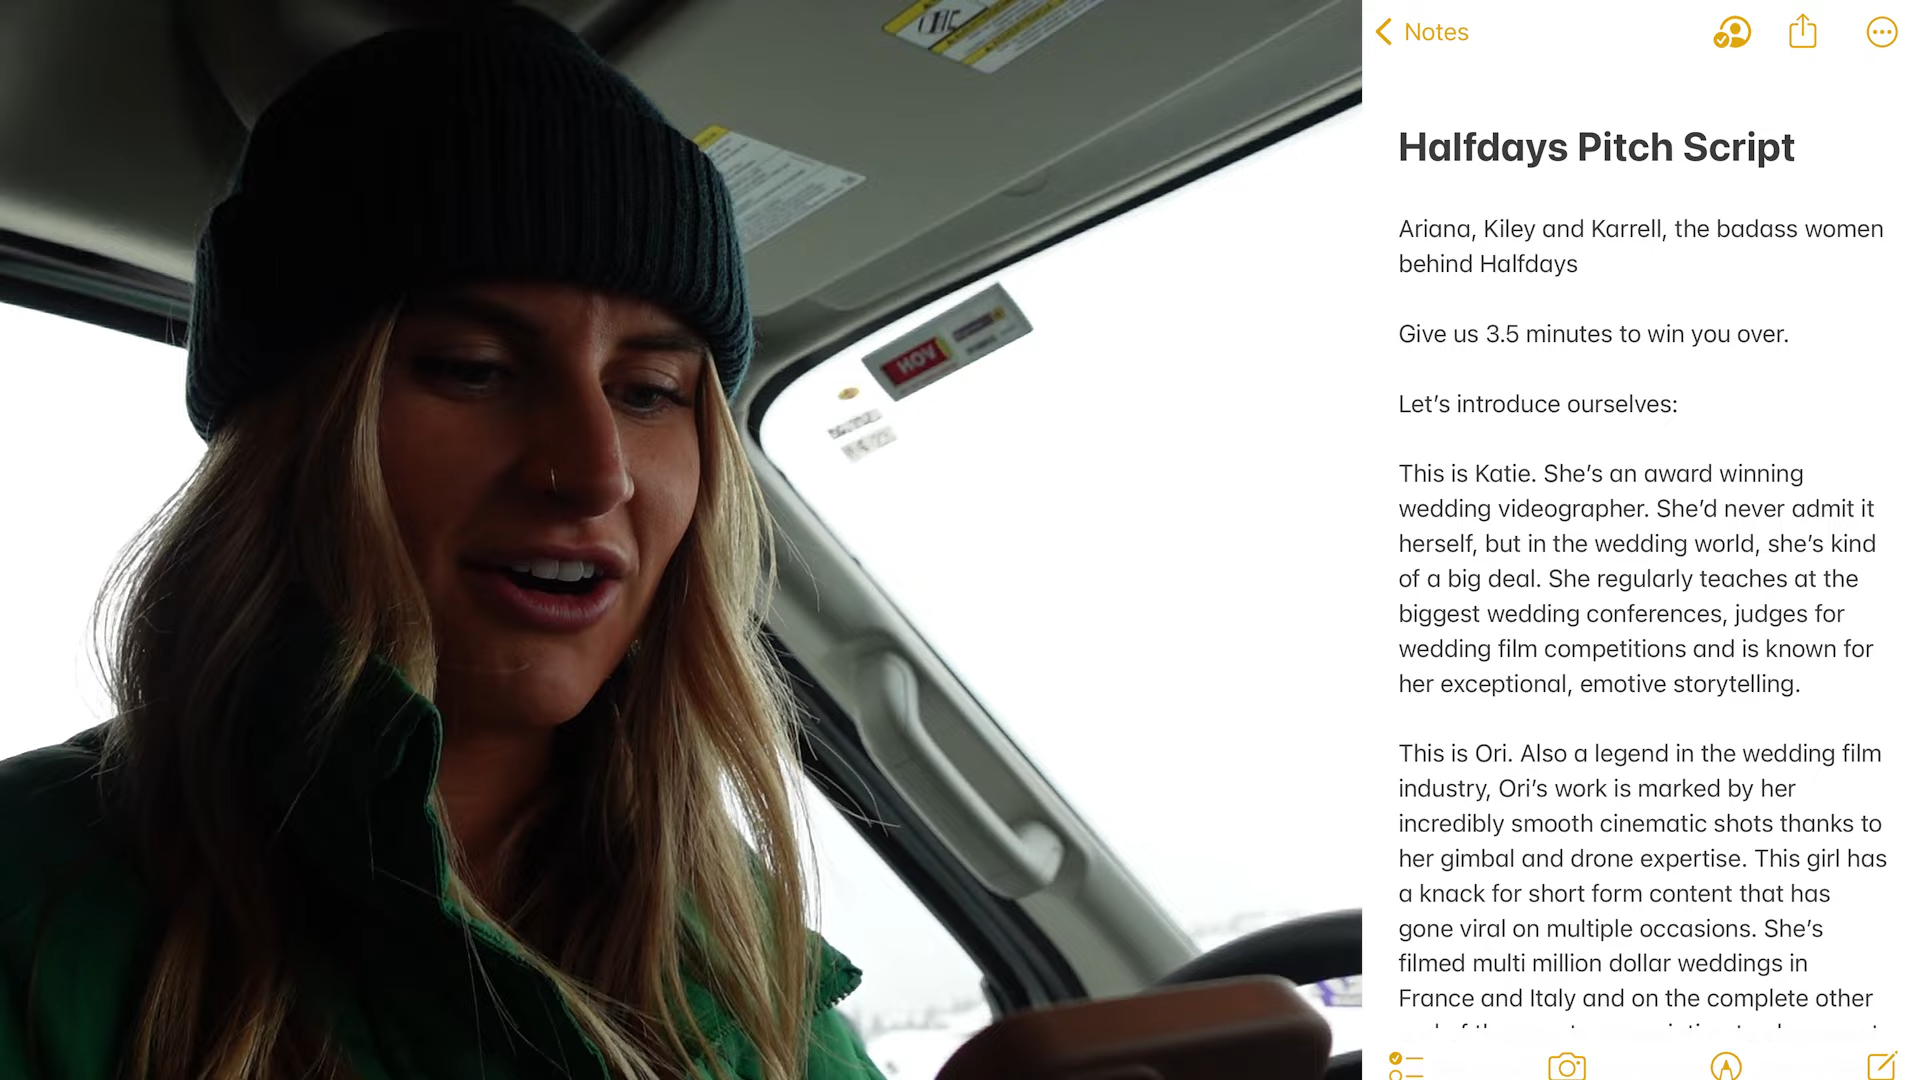 Notes
Halfdays Pitch Script
Ariana, Kiley and Karrell, the badass women
behind Halfdays
Give us 3.5 minutes to win you over.
Let’s introduce ourselves:
This is Katie. She’s an award winning
wedding videographer. She’d never admit it
herself, but in the wedding world, she’s kind
of a big deal. She regularly teaches at the
biggest wedding conferences, judges for
wedding film competitions and is known for
her exceptional, emotive storytelling.
This is Ori. Also a legend in the wedding film
industry, Ori’s work is marked by her
incredibly smooth cinematic shots thanks to
her gimbal and drone expertise. This girl has
a knack for short form content that has
gone viral on multiple occasions. She’s
filmed multi million dollar weddings in
France and Italy and on the complete other
HOV